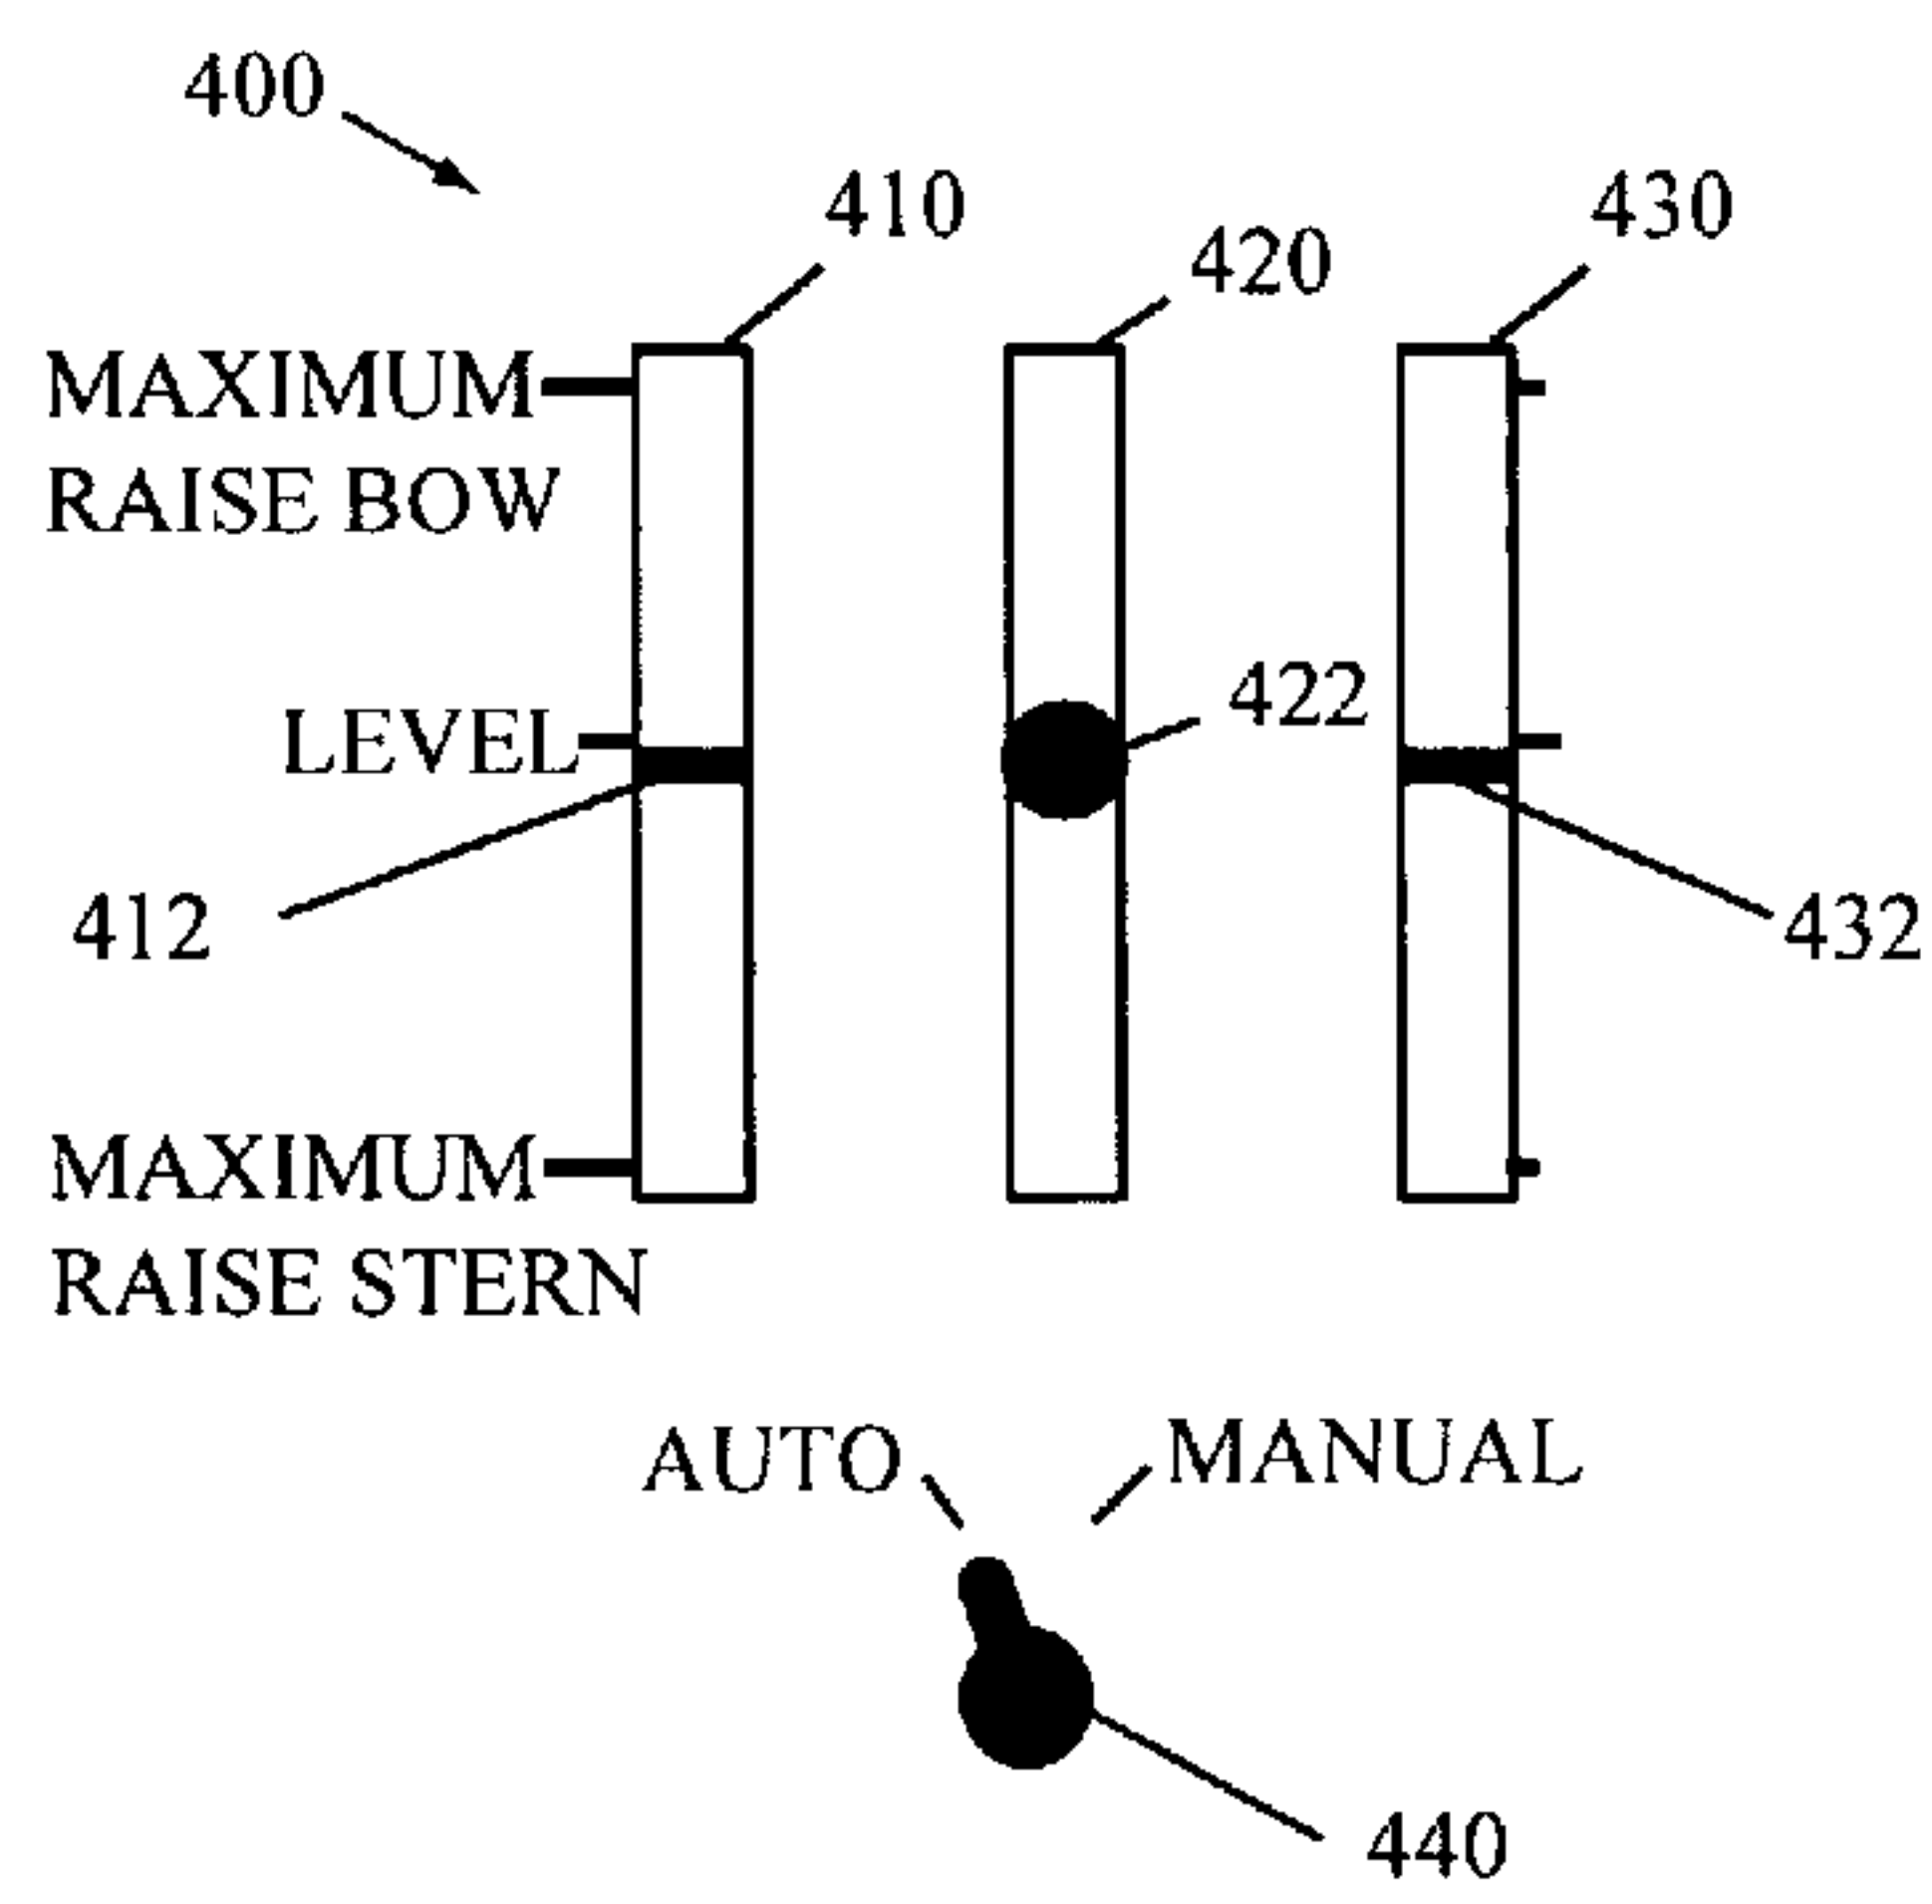 400
410
430
420
MAXIMUM
RAISE BOW
422
LEVEL
412
432
MAXIMUM
RAISE STERN
AUTO
MANUAL
440